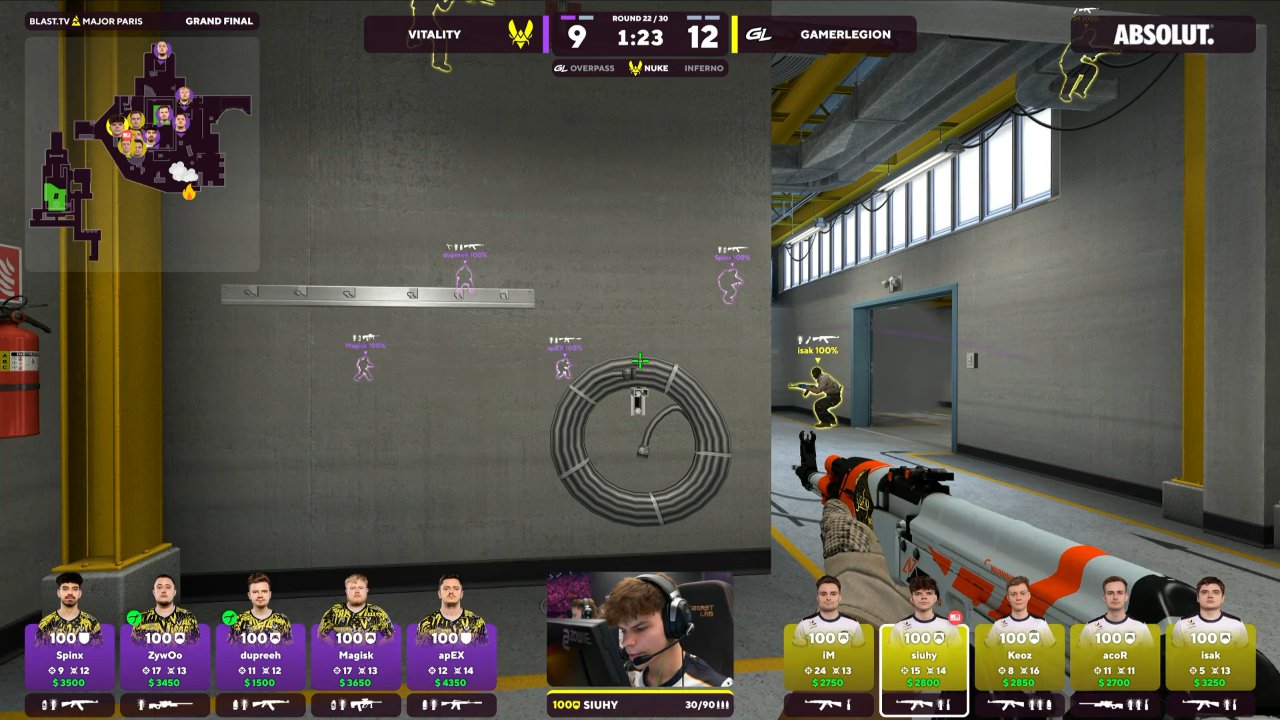 BLAST.TV MAJOR PARIS GRAND FINAL
VITALITY 9 ROUND 22 / 30 1:23 12 GL GAMERLEGION
ABSOLUT.
GL OVERPASS NUKE INFERNO
dupreeh 100%
Spinx 100%
Magisk 100%
apEX 100%
isak 100%
SECRET LAB
100 100 100 100 100 100 100 100 100 100
Spinx ZywOo dupreeh Magisk apEX iM siuhy Keoz acoR isak
9 12 17 13 11 12 17 13 12 14 24 13 15 14 8 16 11 11 5 13
$3500 $3450 $1500 $3650 $4350 $2750 $2800 $2850 $2700 $3250
100 SIUHY 30/90